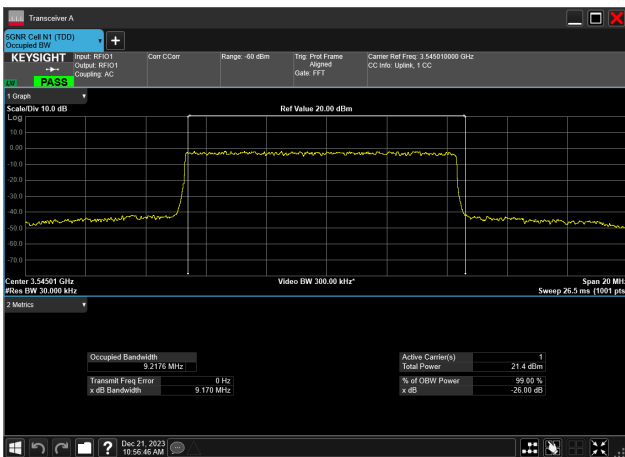 Transceiver A
5GNR Cell N1 (TDD)
Occupied BW
KEYSIGHT
Input: RFIO1
Output: RFIO1
Coupling: AC
Corr CCorr
Range: -60 dBm
Trig: Prot Frame
Aligned
Gate: FFT
Carrier Ref Freq: 3.545010000 GHz
CC Info: Uplink, 1 CC
LV PASS
1 Graph
Scale/Div 10.0 dB
Ref Value 20.00 dBm
Log
10.0
0.00
-10.0
-20.0
-30.0
-40.0
-50.0
-60.0
-70.0
Center 3.54501 GHz
Video BW 300.00 kHz*
Span 20 MHz
#Res BW 30.000 kHz
Sweep 26.5 ms (1001 pts
2 Metrics
Occupied Bandwidth
9.2176 MHz
Transmit Freq Error 0 Hz
x dB Bandwidth 9.170 MHz
Active Carrier(s) 1
Total Power 21.4 dBm
% of OBW Power 99.00 %
x dB -26.00 dB
Dec 21, 2023
10:56:46 AM